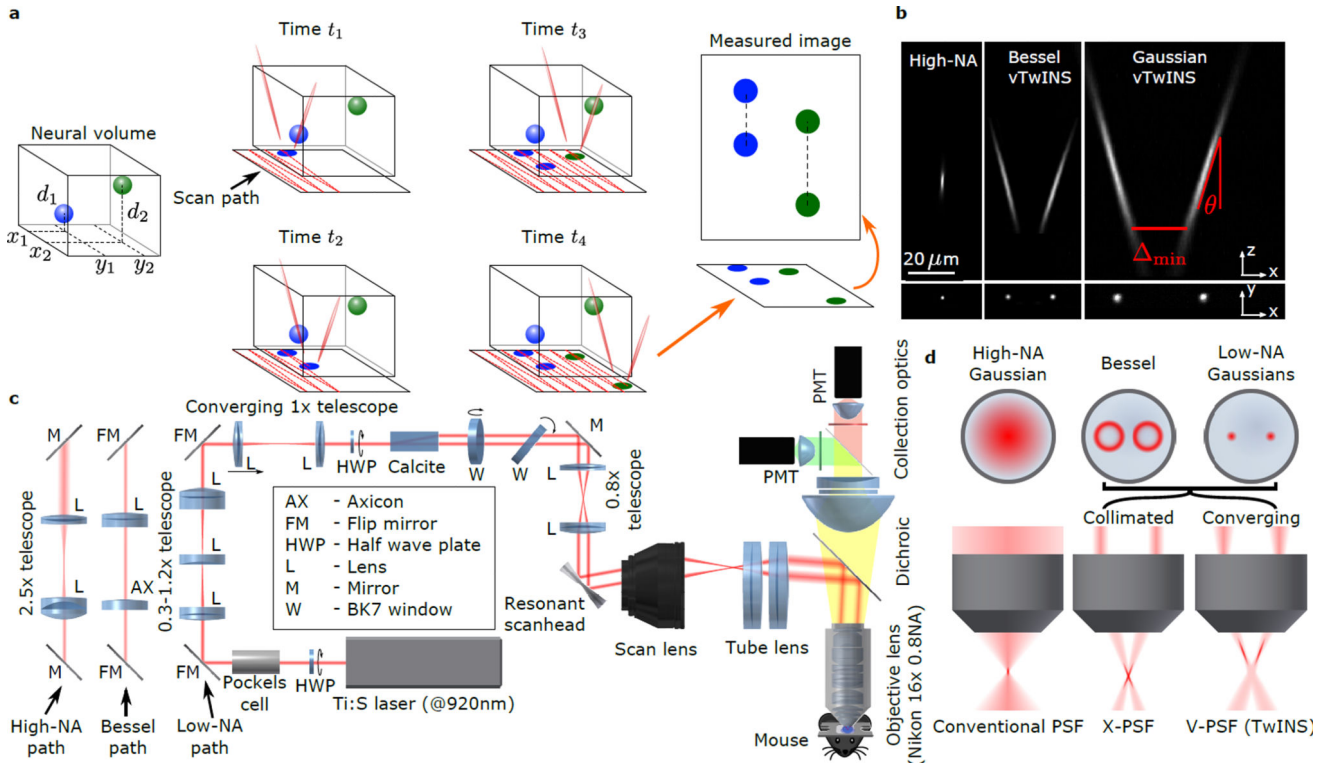 a
Time t1
Time t3
Measured image
Neural volume
d1
d2
x1
x2
y1
y2
Scan path
Time t2
Time t4
b
High-NA
Bessel
vTwINS
Gaussian
vTwINS
θ
Δmin
20 μm
z
x
y
x
c
Converging 1x telescope
M
FM
FM
L
L
HWP
Calcite
W
W
M
L
0.8x
telescope
L
2.5x telescope
L
L
M
L
AX
FM
0.3-1.2x telescope
L
L
L
FM
AX - Axicon
FM - Flip mirror
HWP - Half wave plate
L - Lens
M - Mirror
W - BK7 window
Pockels
cell
HWP
Ti:S laser (@920nm)
High-NA
path
Bessel
path
Low-NA
path
Resonant
scanhead
Scan lens
Tube lens
PMT
PMT
Collection optics
Dichroic
Objective lens
(Nikon 16x 0.8NA)
Mouse
d
High-NA
Gaussian
Bessel
Low-NA
Gaussians
Collimated
Converging
Conventional PSF
X-PSF
V-PSF (TwINS)